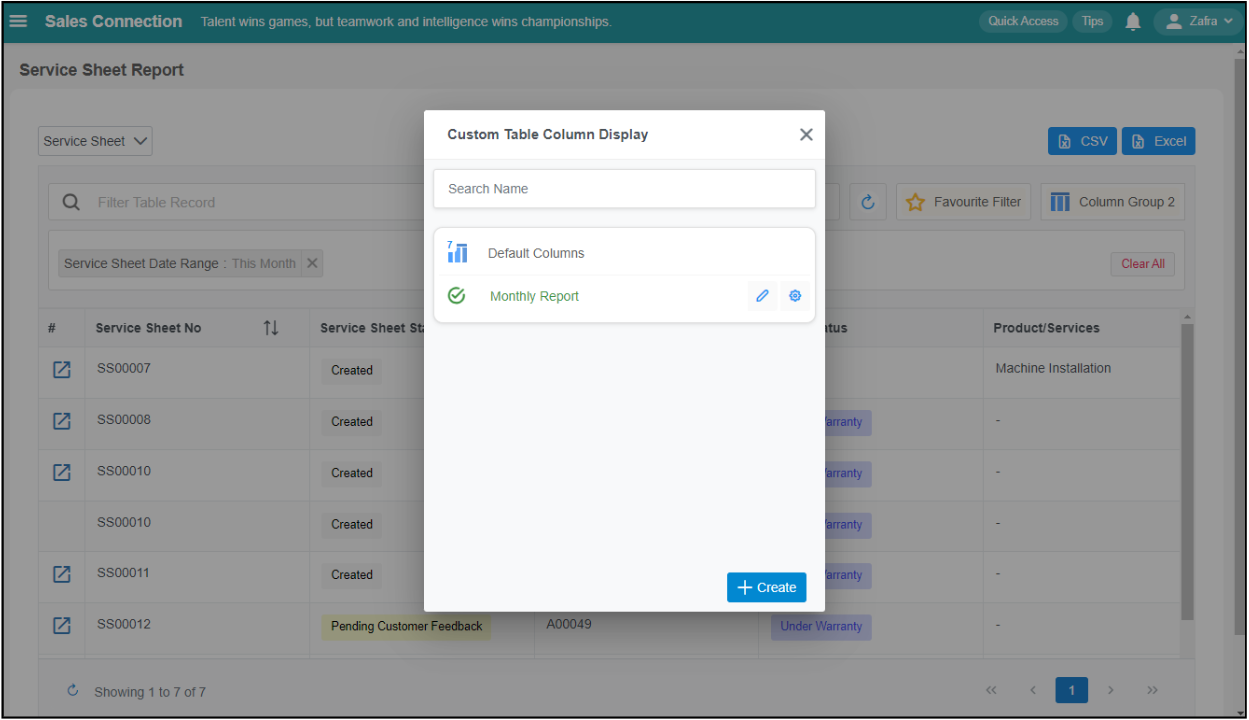 Sales Connection Talent wins games, but teamwork and intelligence wins championships. Quick Access Tips Zafra
Service Sheet Report
Custom Table Column Display
Service Sheet CSV Excel
Search Name
Filter Table Record Favourite Filter Column Group 2
7 Default Columns
Service Sheet Date Range : This Month Clear All
Monthly Report
# Service Sheet No Service Sheet Sta tus Product/Services
SS00007 Created Machine Installation
SS00008 Created arranty -
SS00010 Created arranty -
SS00010 Created arranty -
SS00011 Created arranty -
Create
SS00012 Pending Customer Feedback A00049 Under Warranty -
Showing 1 to 7 of 7 << < 1 > >>